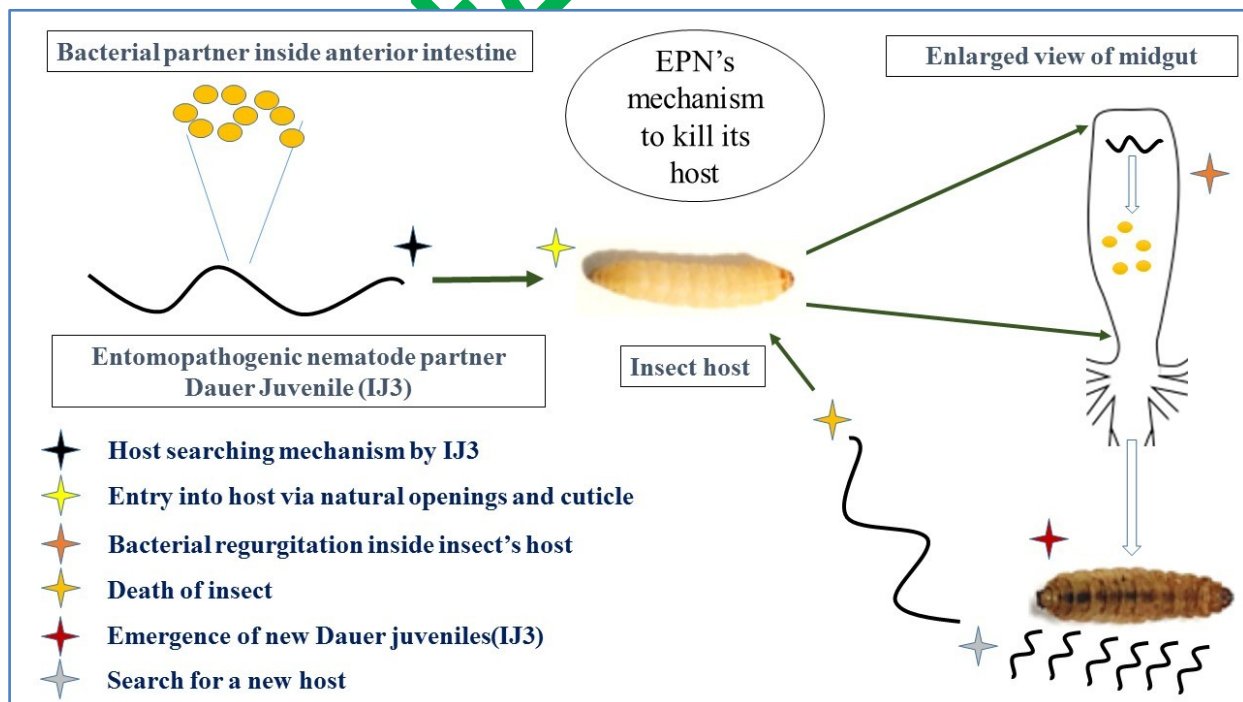 Bacterial partner inside anterior intestine
EPN's
mechanism
to kill its
host
Enlarged view of midgut
Entomopathogenic nematode partner
Dauer Juvenile (IJ3)
Insect host
Host searching mechanism by IJ3
Entry into host via natural openings and cuticle
Bacterial regurgitation inside insect's host
Death of insect
Emergence of new Dauer juveniles(IJ3)
Search for a new host